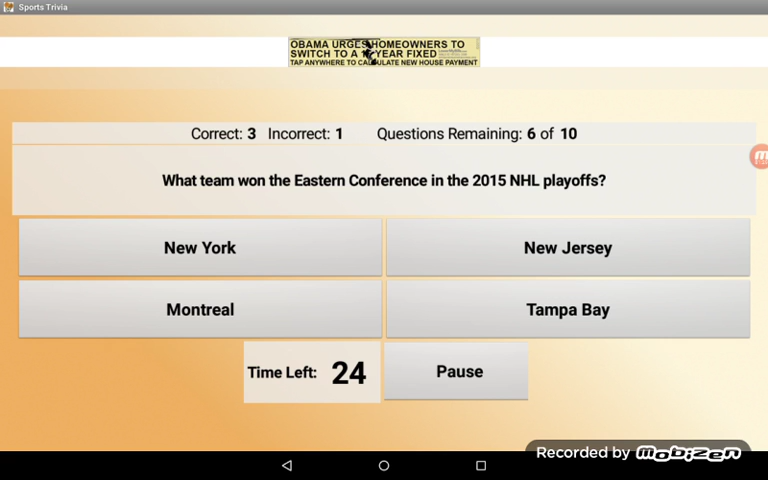 Sports Trivia
OBAMA URGES HOMEOWNERS TO
SWITCH TO A YEAR FIXED
TAP ANYWHERE TO CALCULATE NEW HOUSE PAYMENT
Correct: 3 Incorrect: 1 Questions Remaining: 6 of 10
What team won the Eastern Conference in the 2015 NHL playoffs?
New York
New Jersey
Montreal
Tampa Bay
Time Left: 24
Pause
Recorded by Mobizen